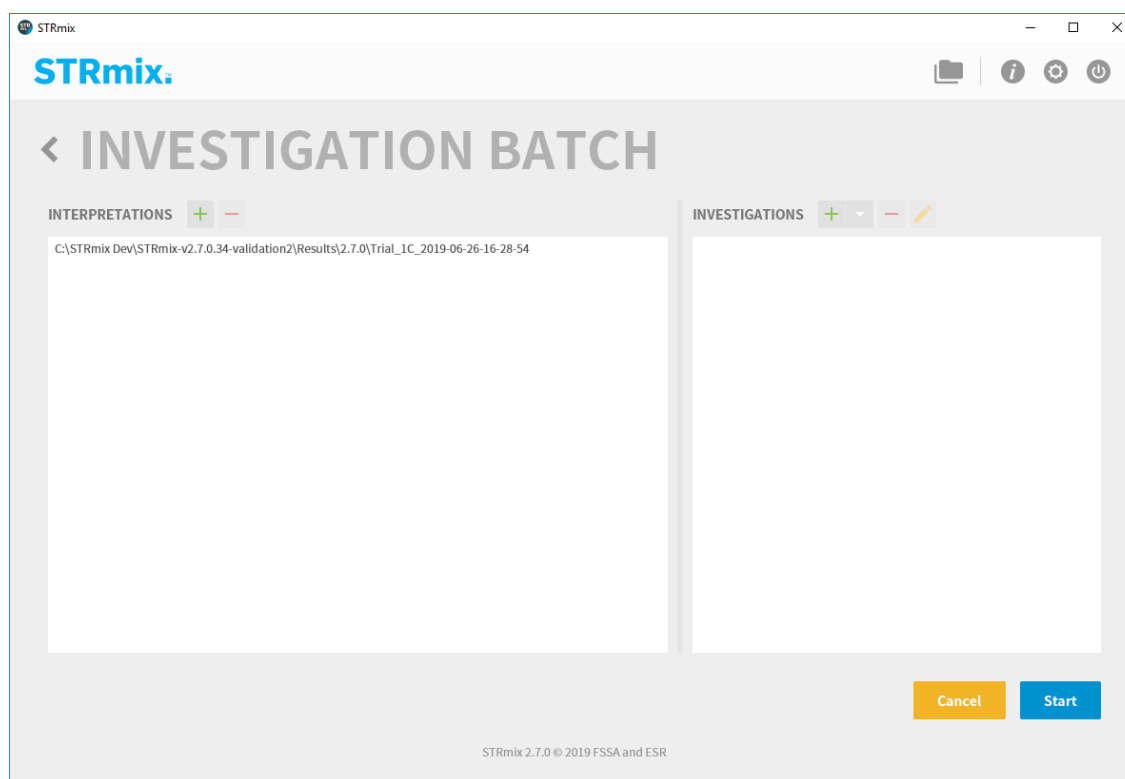 STRmix
STRmix
INVESTIGATION BATCH
INTERPRETATIONS
INVESTIGATIONS
C:\STRmix Dev\STRmix-v2.7.0.34-validation2\Results\2.7.0\Trial_1C_2019-06-26-16-28-54
Cancel
Start
STRmix 2.7.0 © 2019 FSSA and ESR